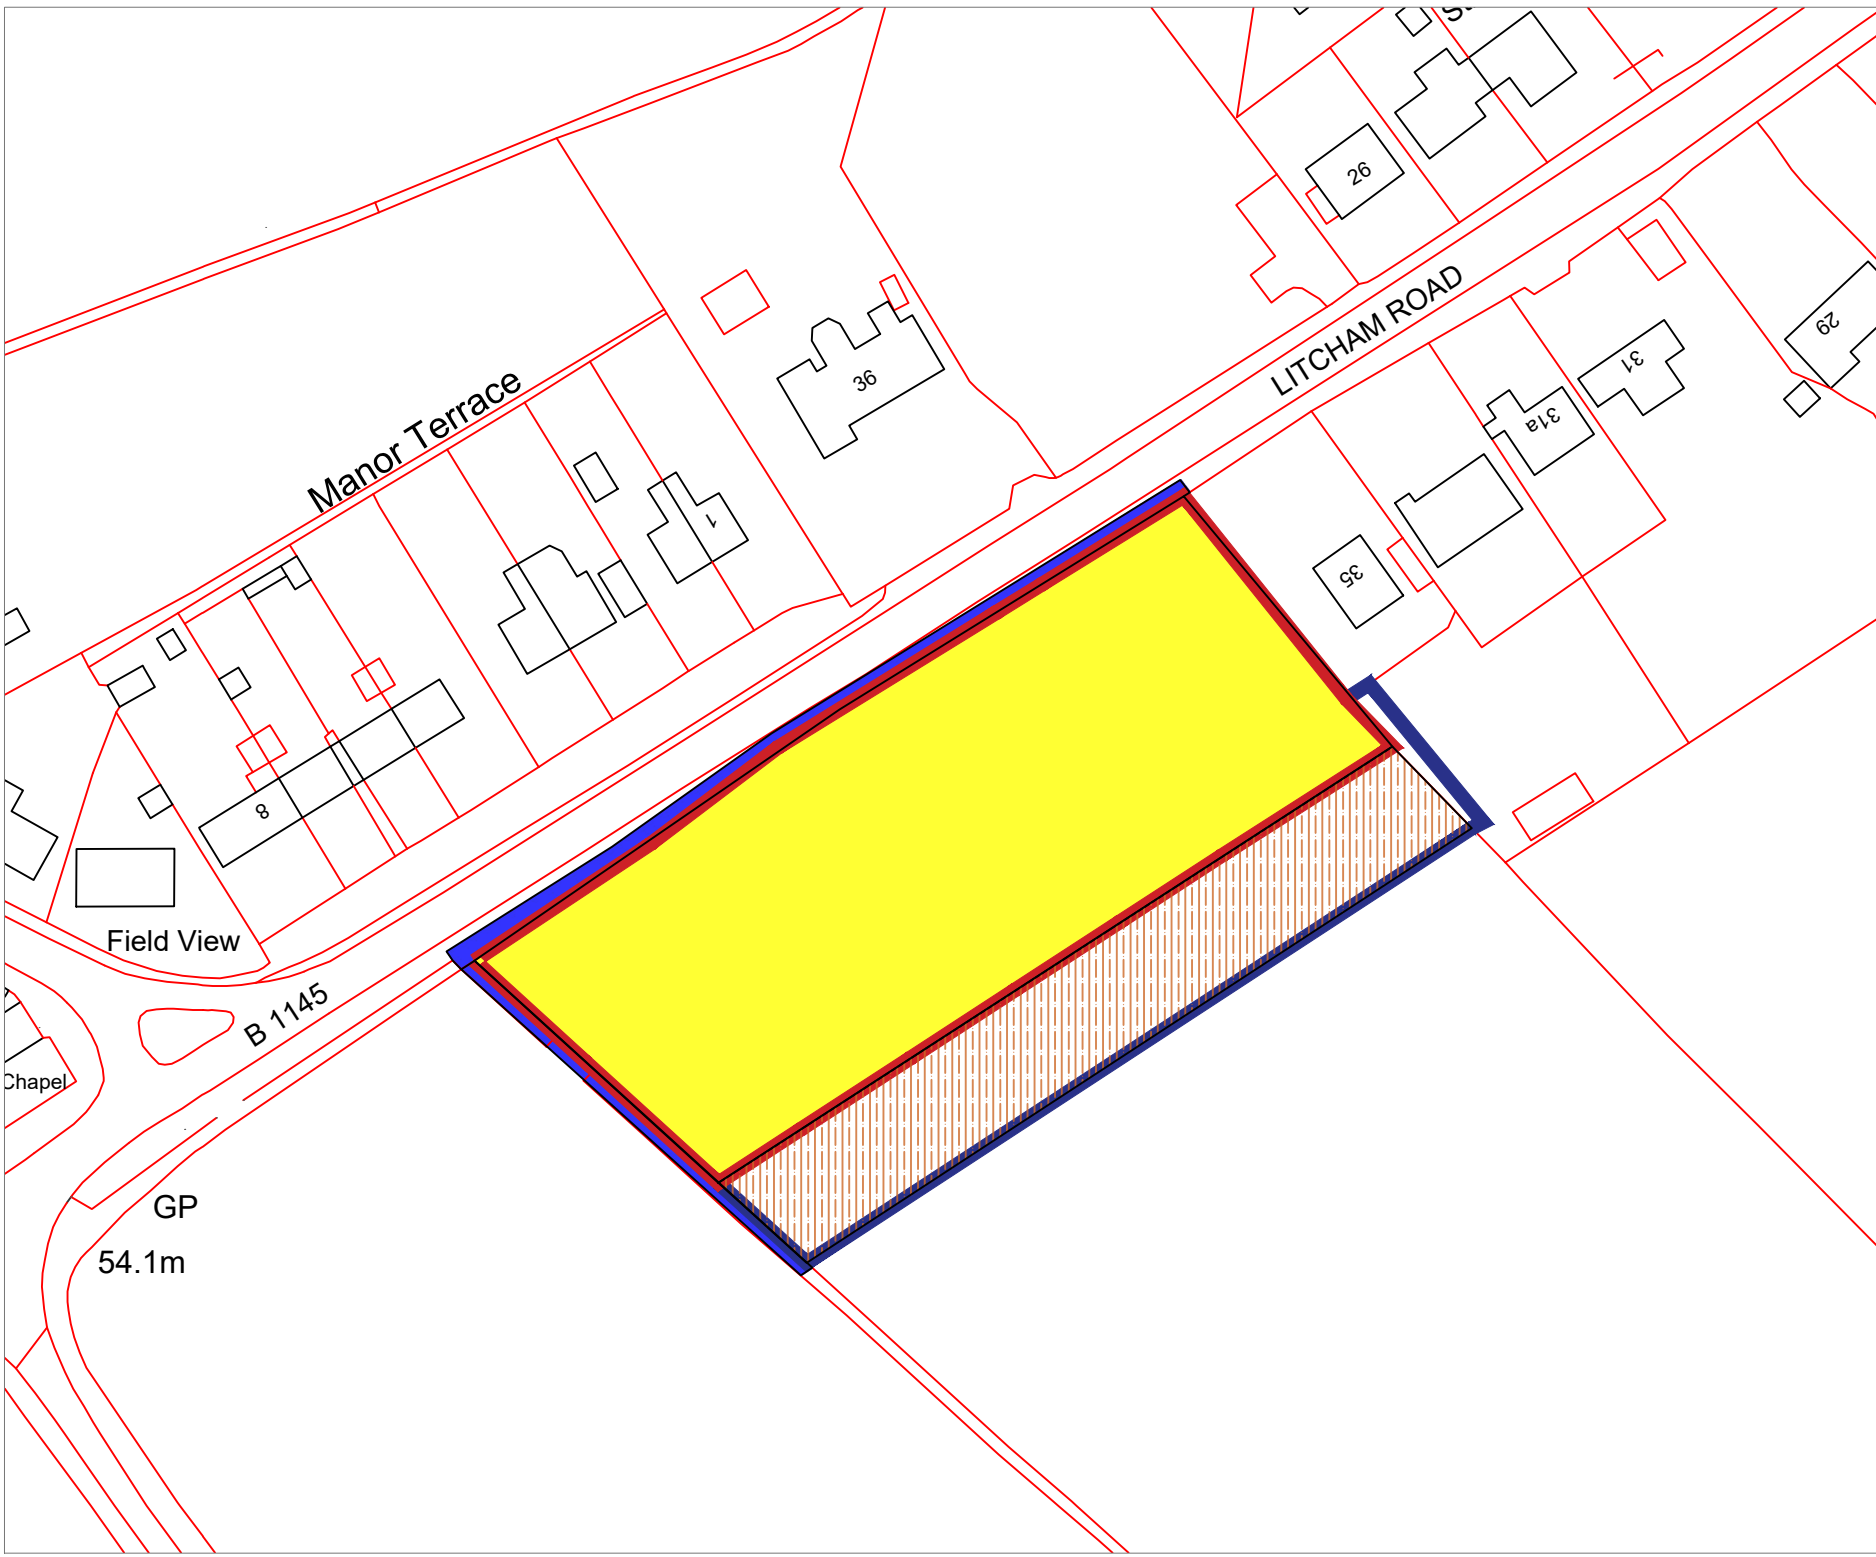 26
LITCHAM ROAD
29
31
36
Manor Terrace
31a
1
35
8
Field View
B 1145
Chapel
GP
54.1m